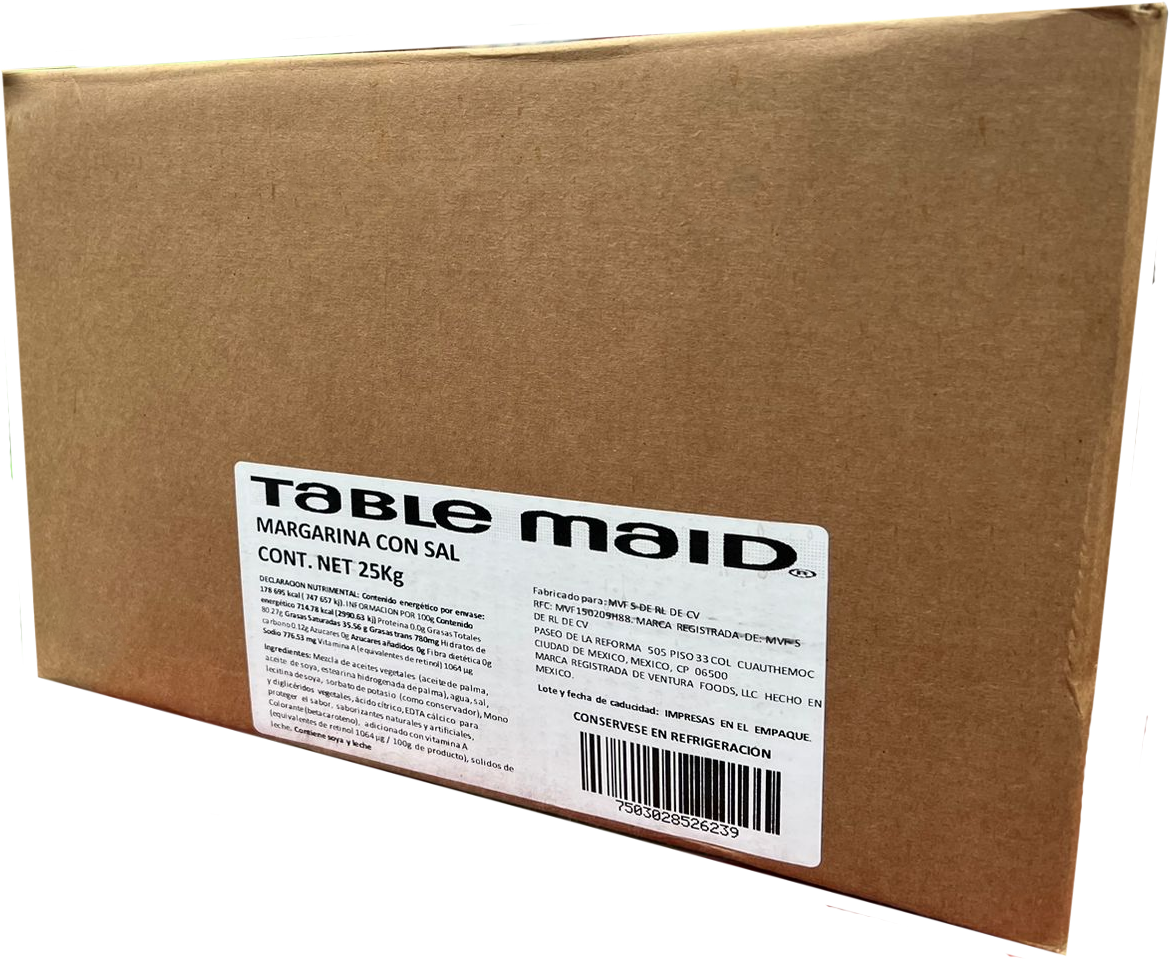 TaBLe maID®
MARGARINA CON SAL
CONT. NET 25Kg
DECLARACION NUTRIMENTAL: Contenido energético por envase:
178 695 kcal ( 747 657 kj). INFORMACION POR 100g Contenido
energético 714.78 kcal (2990.63 kj) Proteina 0.0g Grasas Totales
80.27g Grasas Saturadas 35.56 g Grasas trans 780mg Hidratos de
carbono 0.12g Azucares 0g Azucares añadidos 0g Fibra dietética 0g
Sodio 776.53 mg Vitamina A (equivalentes de retinol) 1064 µg
Ingredientes: Mezcla de aceites vegetales (aceite de palma,
aceite de soya, estearina hidrogenada de palma), agua, sal,
lecitina de soya, sorbato de potasio (como conservador), Mono
y diglicéridos vegetales, ácido cítrico, EDTA cálcico para
proteger el sabor, saborizantes naturales y artificiales,
Colorante (betacaroteno), adicionado con vitamina A
(equivalentes de retinol 1064 µg / 100g de producto), solidos de
leche. Contiene soya y leche
Fabricado para: MVF S DE RL DE CV
RFC: MVF150209H88. MARCA REGISTRADA DE: MVF S
DE RL DE CV
PASEO DE LA REFORMA 505 PISO 33 COL CUAUTHEMOC
CIUDAD DE MEXICO, MEXICO, CP 06500
MARCA REGISTRADA DE VENTURA FOODS, LLC HECHO EN
MEXICO.
Lote y fecha de caducidad: IMPRESAS EN EL EMPAQUE.
CONSERVESE EN REFRIGERACIÓN
7503028526239